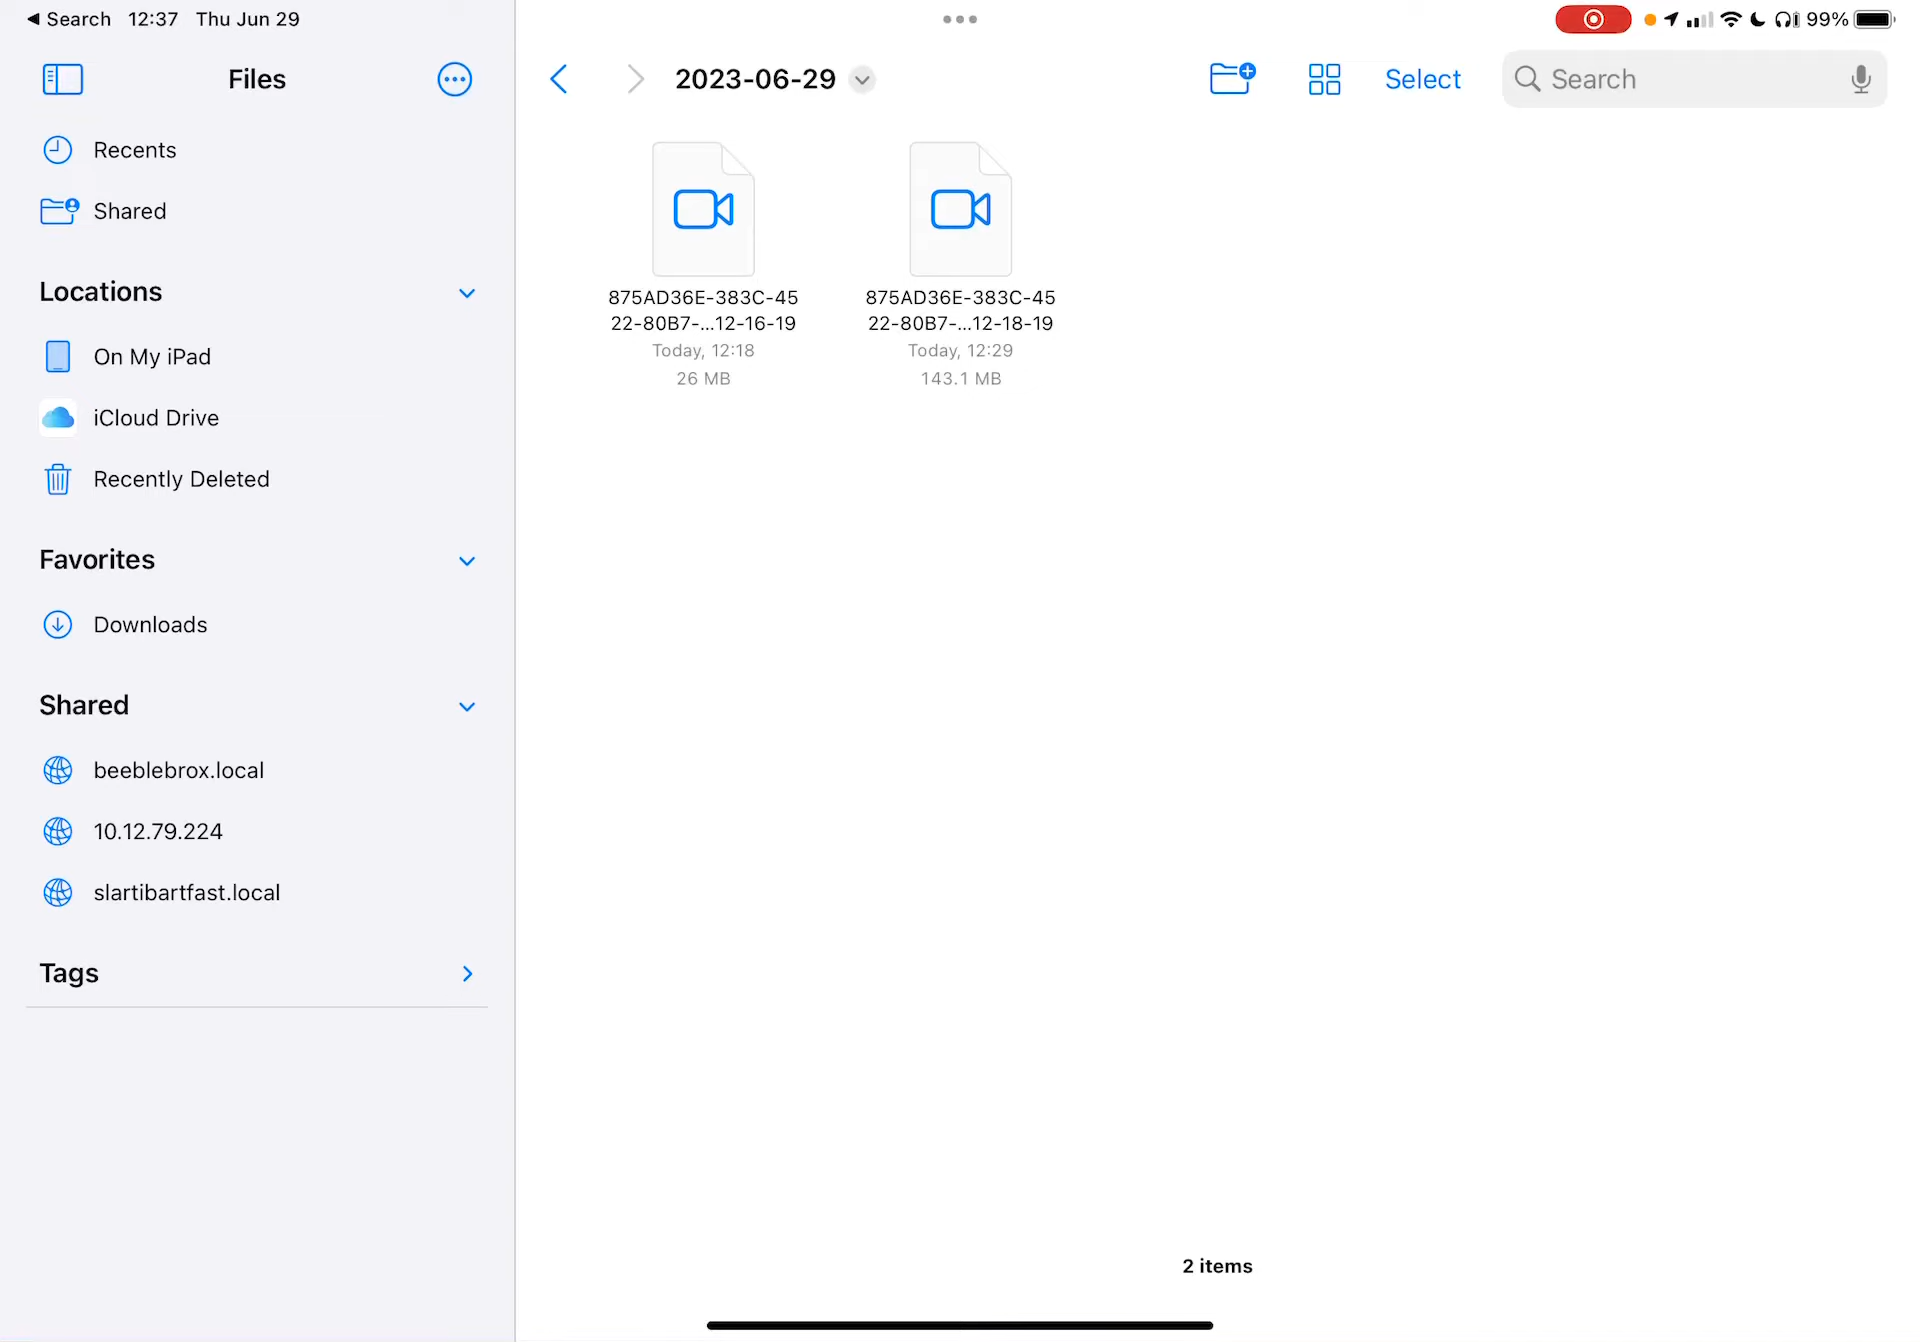 Search 12:37 Thu Jun 29
99%
Files
2023-06-29
Select
Search
Recents
Shared
Locations
On My iPad
iCloud Drive
Recently Deleted
Favorites
Downloads
Shared
beeblebrox.local
10.12.79.224
slartibartfast.local
Tags
875AD36E-383C-45
22-80B7-...12-16-19
Today, 12:18
26 MB
875AD36E-383C-45
22-80B7-...12-18-19
Today, 12:29
143.1 MB
2 items